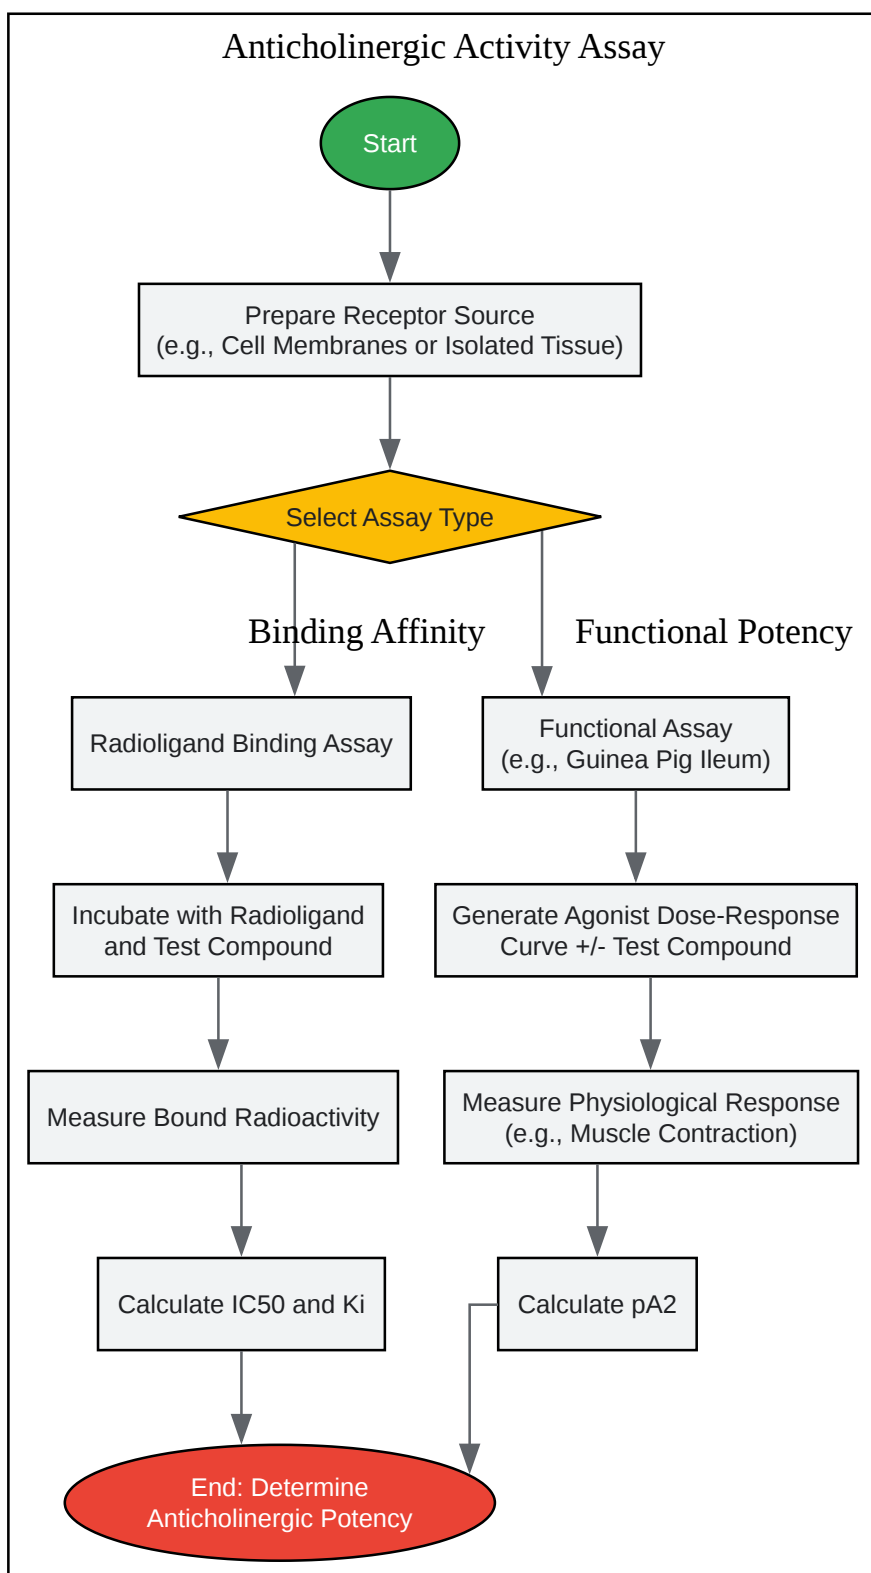 Anticholinergic Activity Assay
Start
Prepare Receptor Source
(e.g., Cell Membranes or Isolated Tissue)
Select Assay Type
Binding Affinity
Functional Potency
Radioligand Binding Assay
Functional Assay
(e.g., Guinea Pig Ileum)
Incubate with Radioligand
and Test Compound
Generate Agonist Dose-Response
Curve +/- Test Compound
Measure Bound Radioactivity
Measure Physiological Response
(e.g., Muscle Contraction)
Calculate IC50 and Ki
Calculate pA2
End: Determine
Anticholinergic Potency